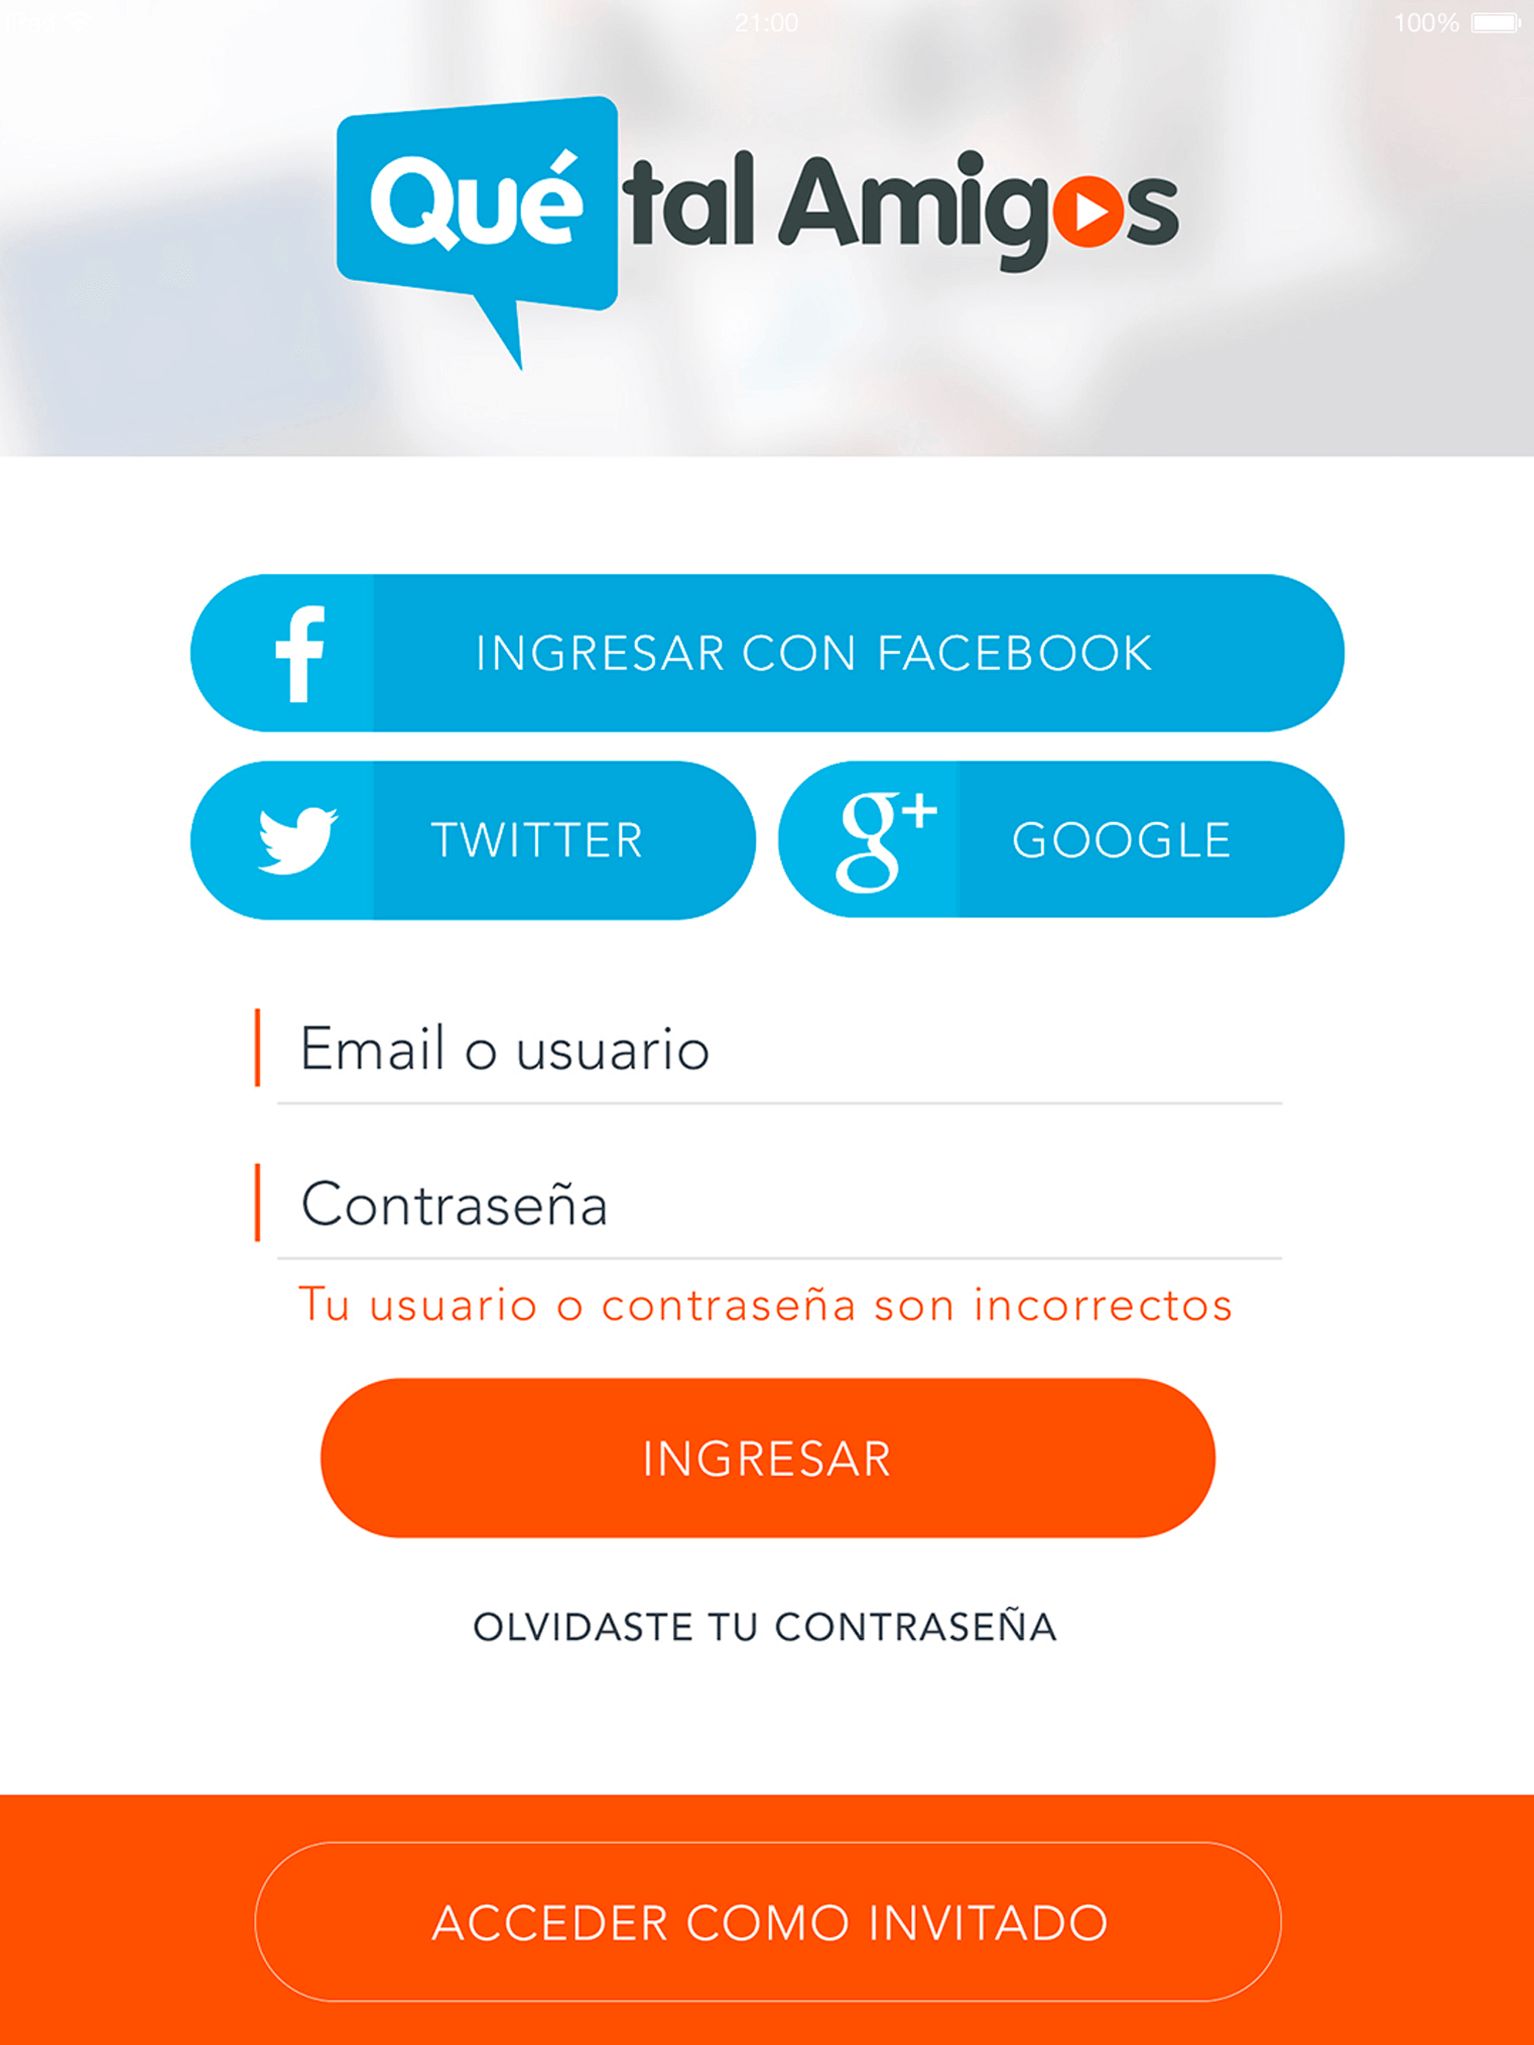 iPad
21:00
100%
Qué tal Amigos
INGRESAR CON FACEBOOK
TWITTER
g+ GOOGLE
Email o usuario
Contraseña
Tu usuario o contraseña son incorrectos
INGRESAR
OLVIDASTE TU CONTRASEÑA
ACCEDER COMO INVITADO